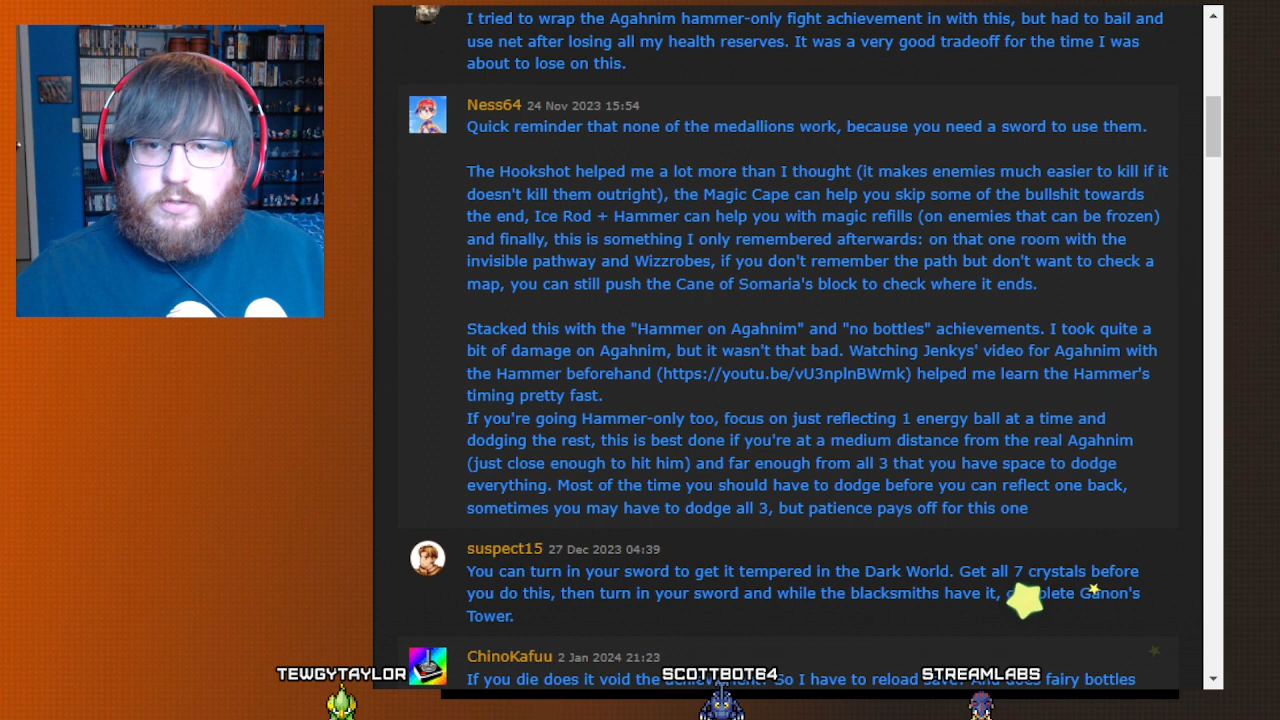 I tried to wrap the Agahnim hammer-only fight achievement in with this, but had to bail and
use net after losing all my health reserves. It was a very good tradeoff for the time I was
about to lose on this.
Ness64 24 Nov 2023 15:54
Quick reminder that none of the medallions work, because you need a sword to use them.
The Hookshot helped me a lot more than I thought (it makes enemies much easier to kill if it
doesn't kill them outright), the Magic Cape can help you skip some of the bullshit towards
the end, Ice Rod + Hammer can help you with magic refills (on enemies that can be frozen)
and finally, this is something I only remembered afterwards: on that one room with the
invisible pathway and Wizzrobes, if you don't remember the path but don't want to check a
map, you can still push the Cane of Somaria's block to check where it ends.
Stacked this with the "Hammer on Agahnim" and "no bottles" achievements. I took quite a
bit of damage on Agahnim, but it wasn't that bad. Watching Jenkys' video for Agahnim with
the Hammer beforehand (https://youtu.be/vU3nplnBWmk) helped me learn the Hammer's
timing pretty fast.
If you're going Hammer-only too, focus on just reflecting 1 energy ball at a time and
dodging the rest, this is best done if you're at a medium distance from the real Agahnim
(just close enough to hit him) and far enough from all 3 that you have space to dodge
everything. Most of the time you should have to dodge before you can reflect one back,
sometimes you may have to dodge all 3, but patience pays off for this one
suspect15 27 Dec 2023 04:39
You can turn in your sword to get it tempered in the Dark World. Get all 7 crystals before
you do this, then turn in your sword and while the blacksmiths have it, complete Ganon's
Tower.
ChinoKafuu 2 Jan 2024 21:23
If you die does it void the achievement? So I have to reload save? And does fairy bottles
TEWGYTAYLOR SCOTTBOT64 STREAMLABS